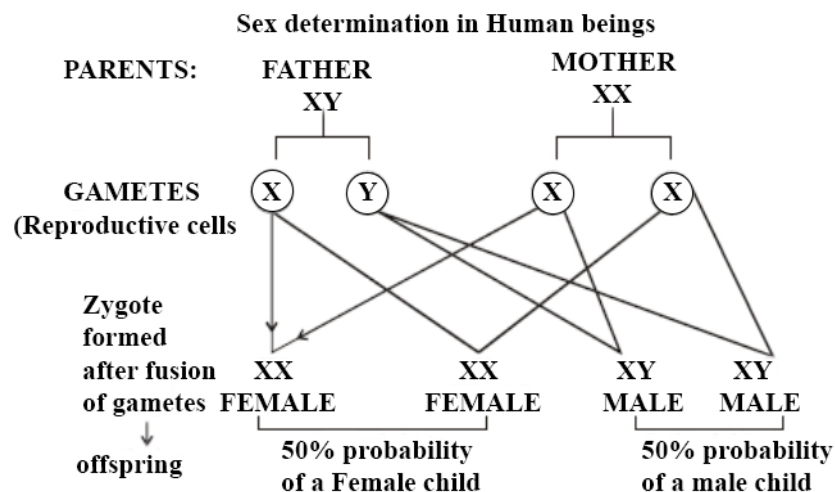 Sex determination in Human beings
PARENTS: FATHER MOTHER
XY XX
GAMETES X Y X X
(Reproductive cells
Zygote
formed
after fusion XX XX XY XY
of gametes FEMALE FEMALE MALE MALE
offspring 50% probability 50% probability
of a Female child of a male child